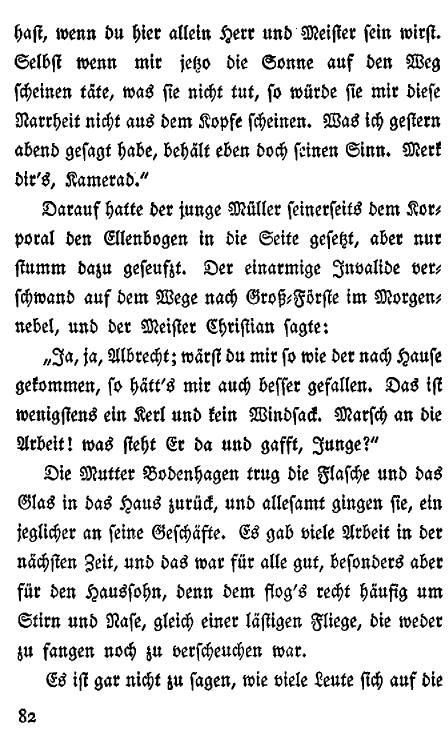 hast, wenn du hier allein Herr und Meister sein wirst.
Selbst wenn mir jetzo die Sonne auf den Weg
scheinen täte, was sie nicht tut, so würde sie mir diese
Narrheit nicht aus dem Kopfe scheinen. Was ich gestern
abend gesagt habe, behält eben doch seinen Sinn. Merk
dir's, Kamerad.“
Darauf hatte der junge Müller seinerseits dem Kor-
poral den Ellenbogen in die Seite gesetzt, aber nur
stumm dazu geseufzt. Der einarmige Invalide ver-
schwand auf dem Wege nach Groß-Förste im Morgen-
nebel, und der Meister Christian sagte:
„Ja, ja, Albrecht; wärst du mir so wie der nach Hause
gekommen, so hätt's mir auch besser gefallen. Das ist
wenigstens ein Kerl und kein Windsack. Marsch an die
Arbeit! was steht Er da und gafft, Junge?“
Die Mutter Bodenhagen trug die Flasche und das
Glas in das Haus zurück, und allesamt gingen sie, ein
jeglicher an seine Geschäfte. Es gab viele Arbeit in der
nächsten Zeit, und das war für alle gut, besonders aber
für den Haussohn, denn dem flog's recht häufig um
Stirn und Nase, gleich einer lästigen Fliege, die weder
zu fangen noch zu verscheuchen war.
Es ist gar nicht zu sagen, wie viele Leute sich auf die
82